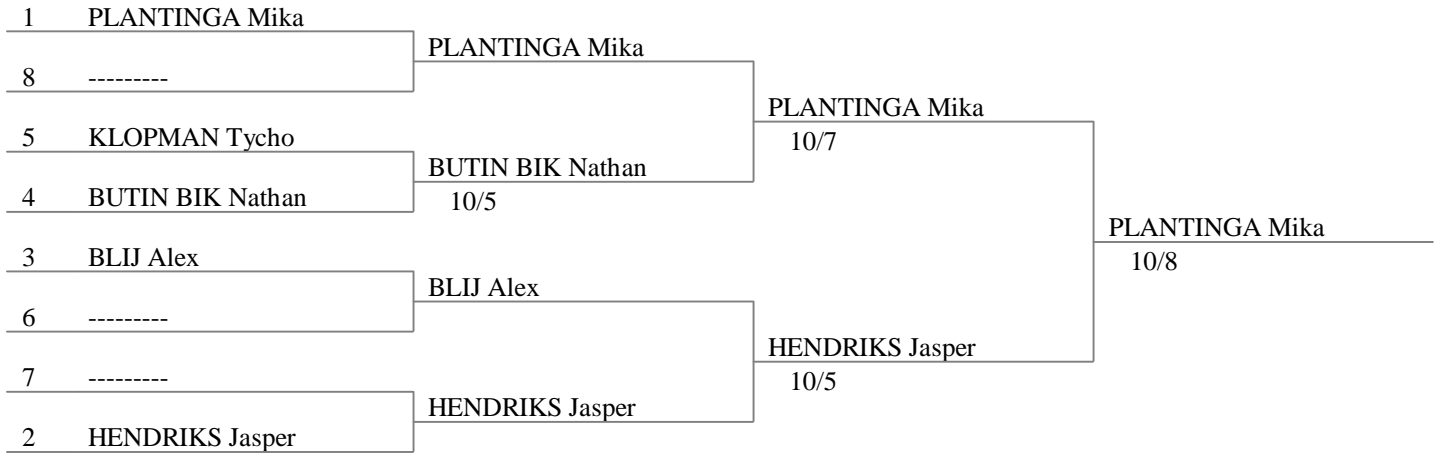 1 PLANTINGA Mika
PLANTINGA Mika
8 ---------
PLANTINGA Mika
5 KLOPMAN Tycho
10/7
BUTIN BIK Nathan
4 BUTIN BIK Nathan
10/5
PLANTINGA Mika
3 BLIJ Alex
10/8
BLIJ Alex
6 ---------
HENDRIKS Jasper
7 ---------
10/5
HENDRIKS Jasper
2 HENDRIKS Jasper